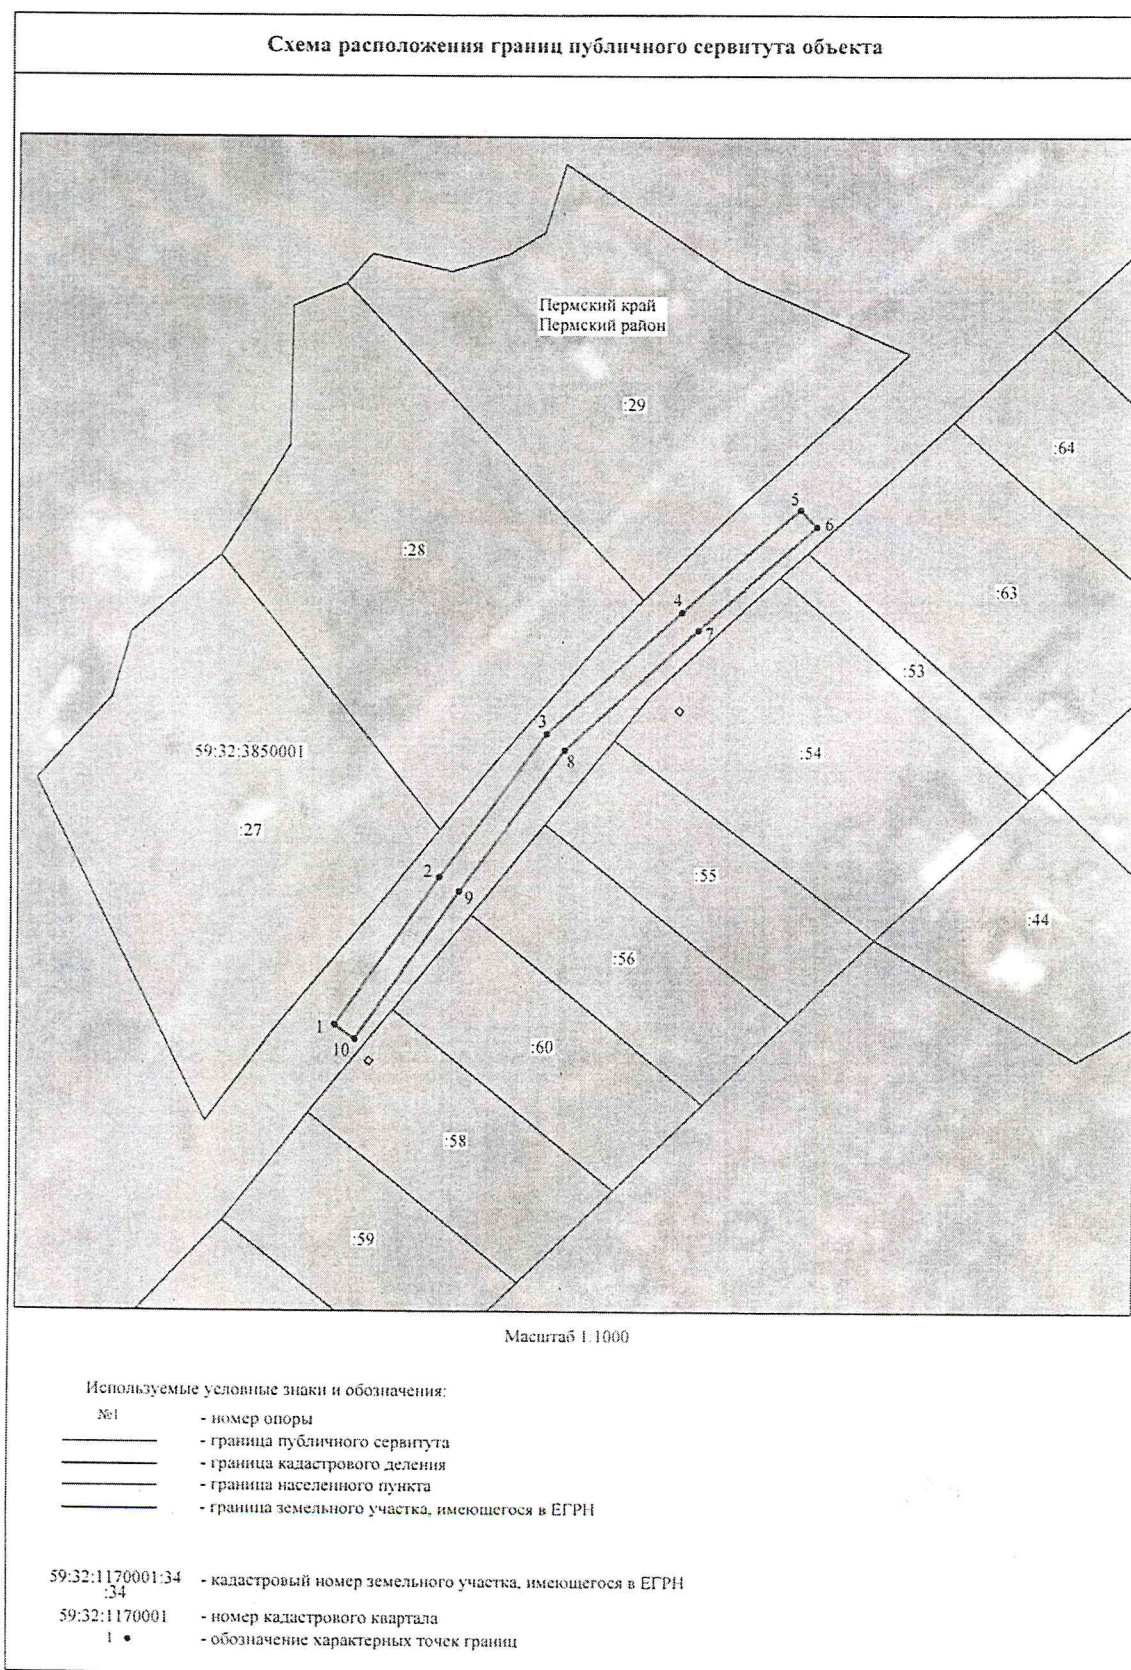 Схема расположения границ публичного сервитута объекта
Пермский край
Пермский район
:29
:64
5
6
:28
:63
4
7
:53
3
8
59:32:3850001
:54
:27
2
9
:55
:44
:56
1
10
:60
:58
:59
Масштаб 1:1000
Используемые условные знаки и обозначения:
№1 - номер опоры
- граница публичного сервитута
- граница кадастрового деления
- граница населенного пункта
- граница земельного участка, имеющегося в ЕГРН
59:32:1170001:34 - кадастровый номер земельного участка, имеющегося в ЕГРН
:34
59:32:1170001 - номер кадастрового квартала
1 - обозначение характерных точек границ